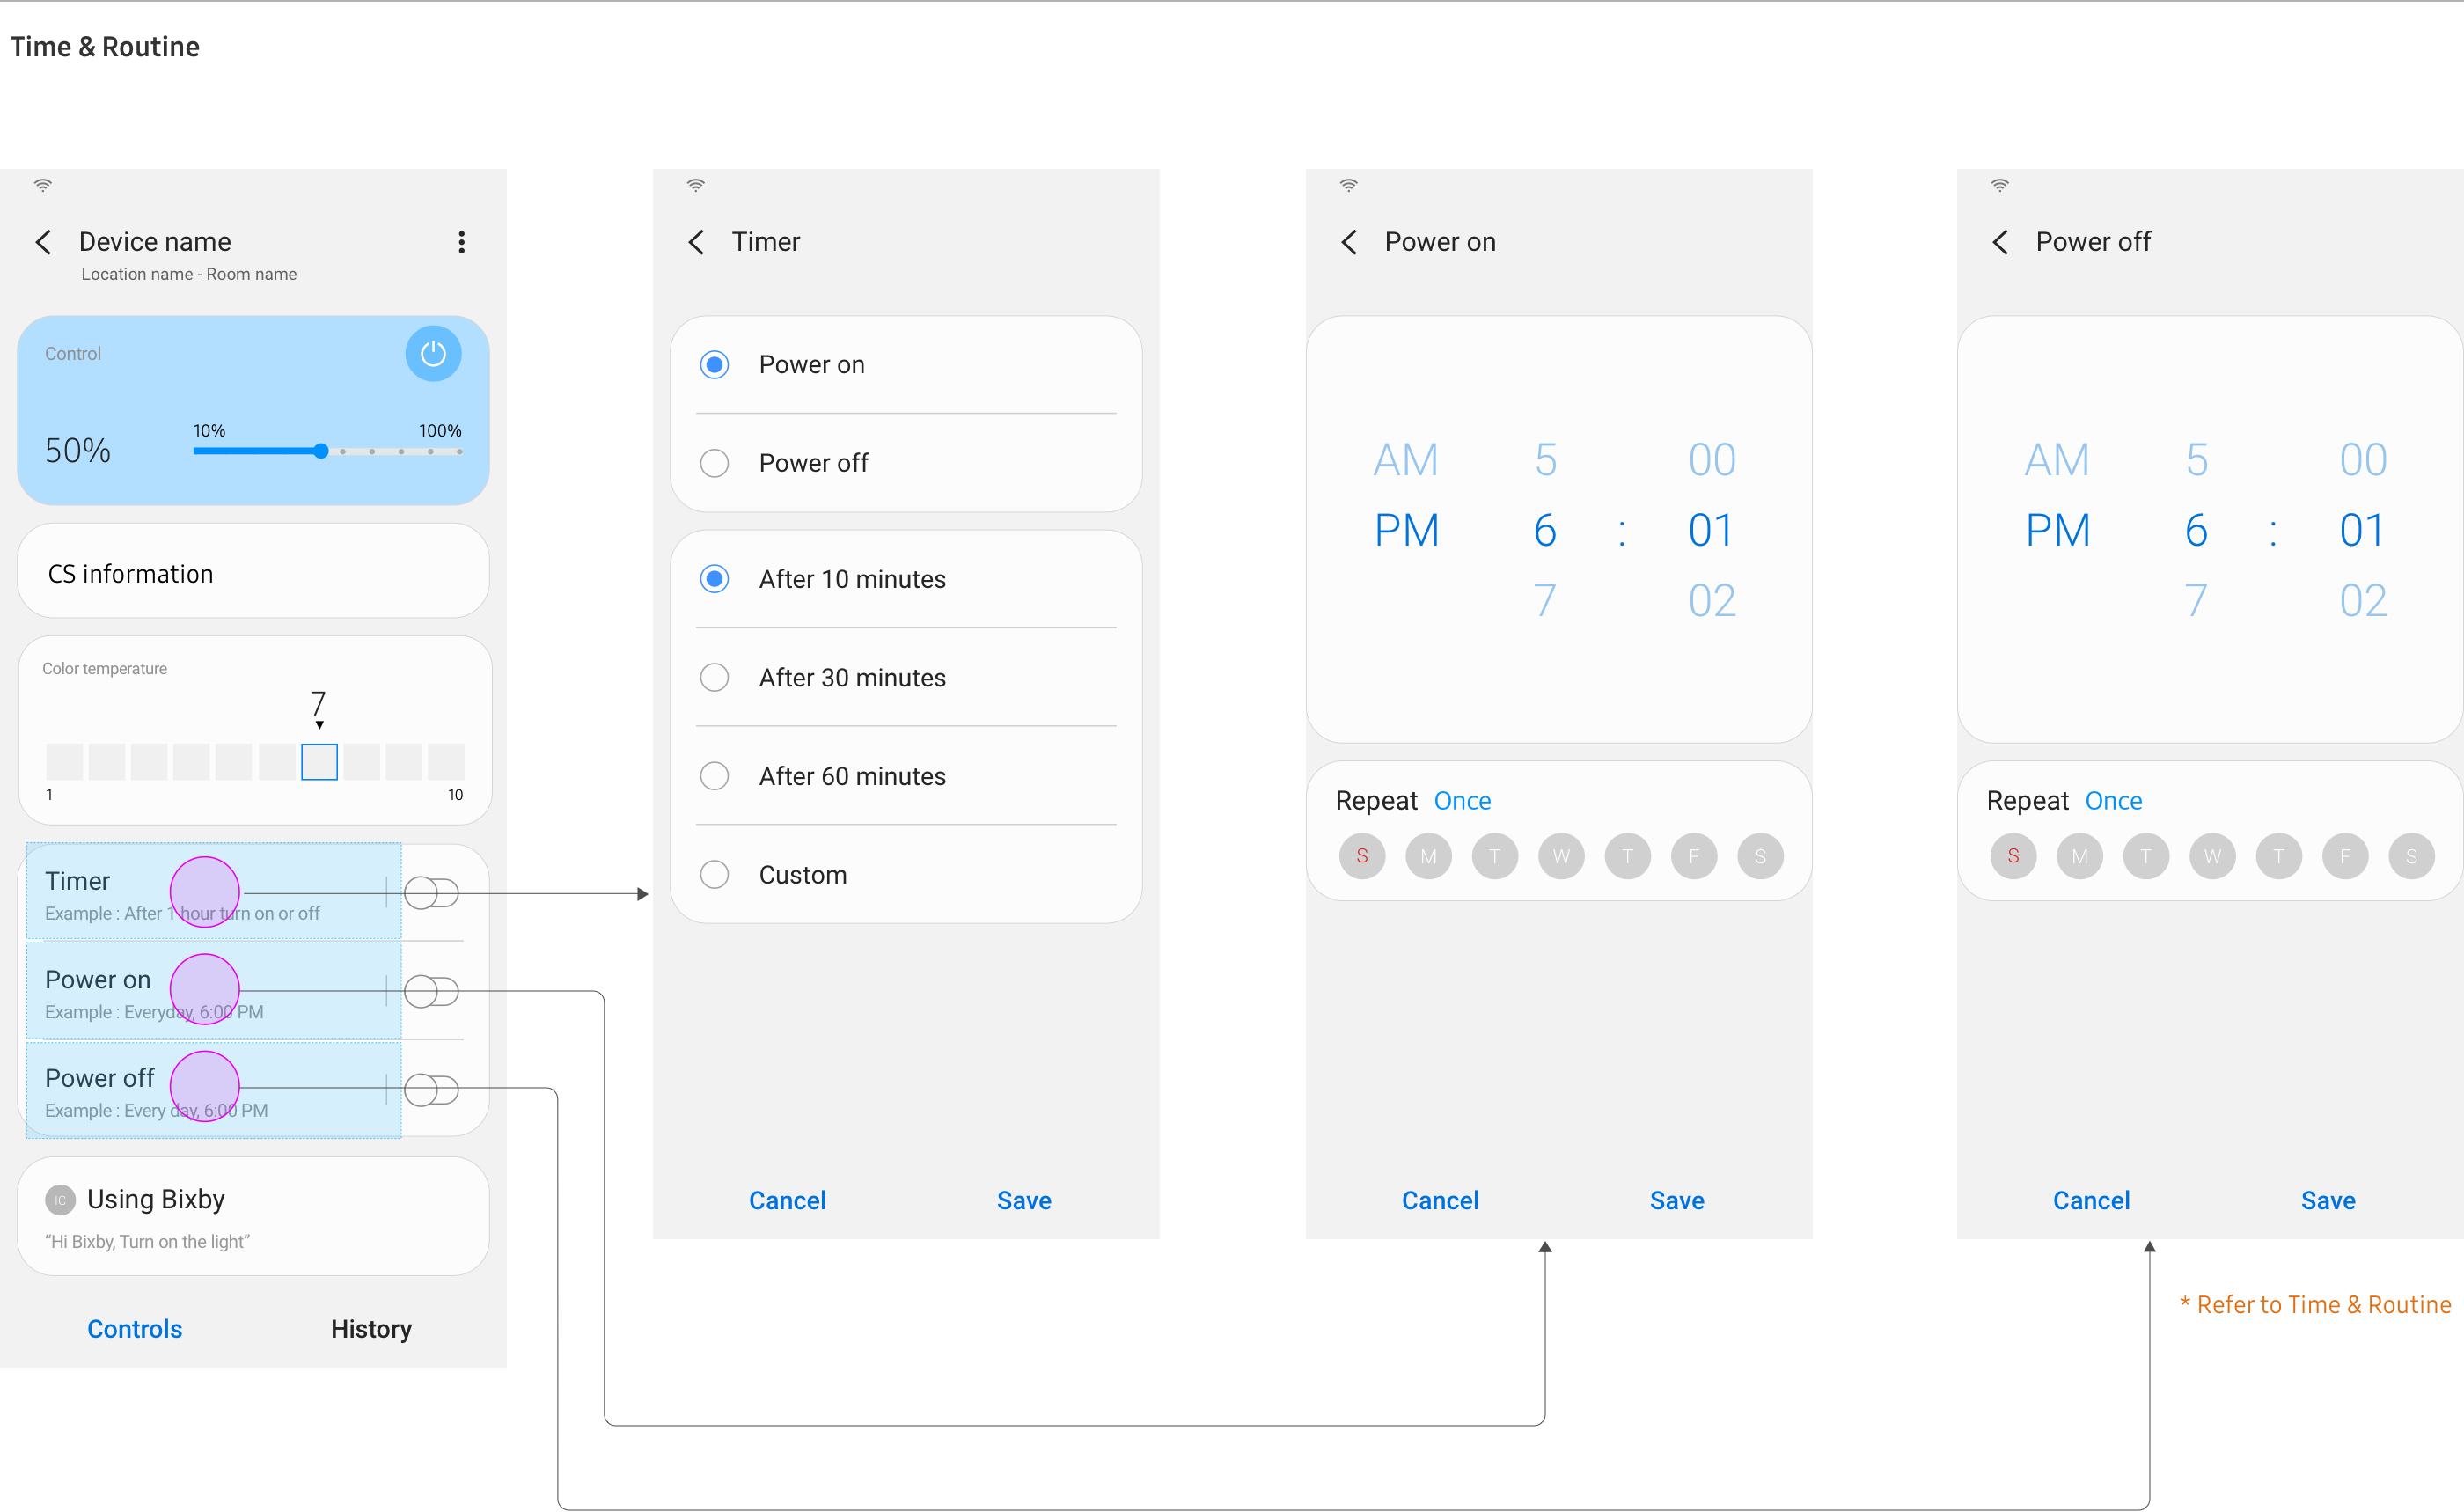 Time & Routine
Device name
Location name - Room name
Control
50%
10% 100%
CS information
Color temperature
7
1 10
Timer
Example : After 1 hour turn on or off
Power on
Example : Everyday, 6:00 PM
Power off
Example : Every day, 6:00 PM
IC Using Bixby
“Hi Bixby, Turn on the light”
Controls History
Timer
Power on
Power off
After 10 minutes
After 30 minutes
After 60 minutes
Custom
Cancel Save
Power on
AM 5 00
PM 6 : 01
7 02
Repeat Once
S M T W T F S
Cancel Save
Power off
AM 5 00
PM 6 : 01
7 02
Repeat Once
S M T W T F S
Cancel Save
* Refer to Time & Routine